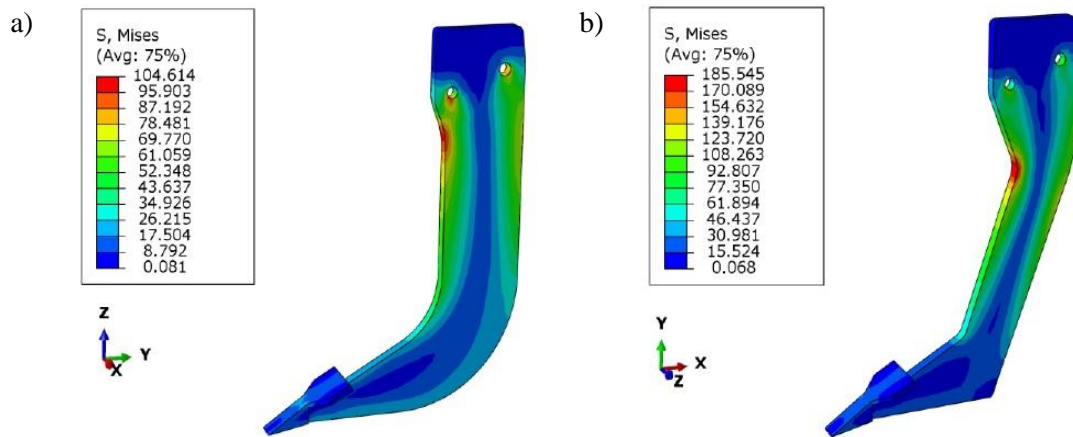 a)
S, Mises
(Avg: 75%)
104.614
95.903
87.192
78.481
69.770
61.059
52.348
43.637
34.926
26.215
17.504
8.792
0.081
Z
Y
X
b)
S, Mises
(Avg: 75%)
185.545
170.089
154.632
139.176
123.720
108.263
92.807
77.350
61.894
46.437
30.981
15.524
0.068
Y
X
Z